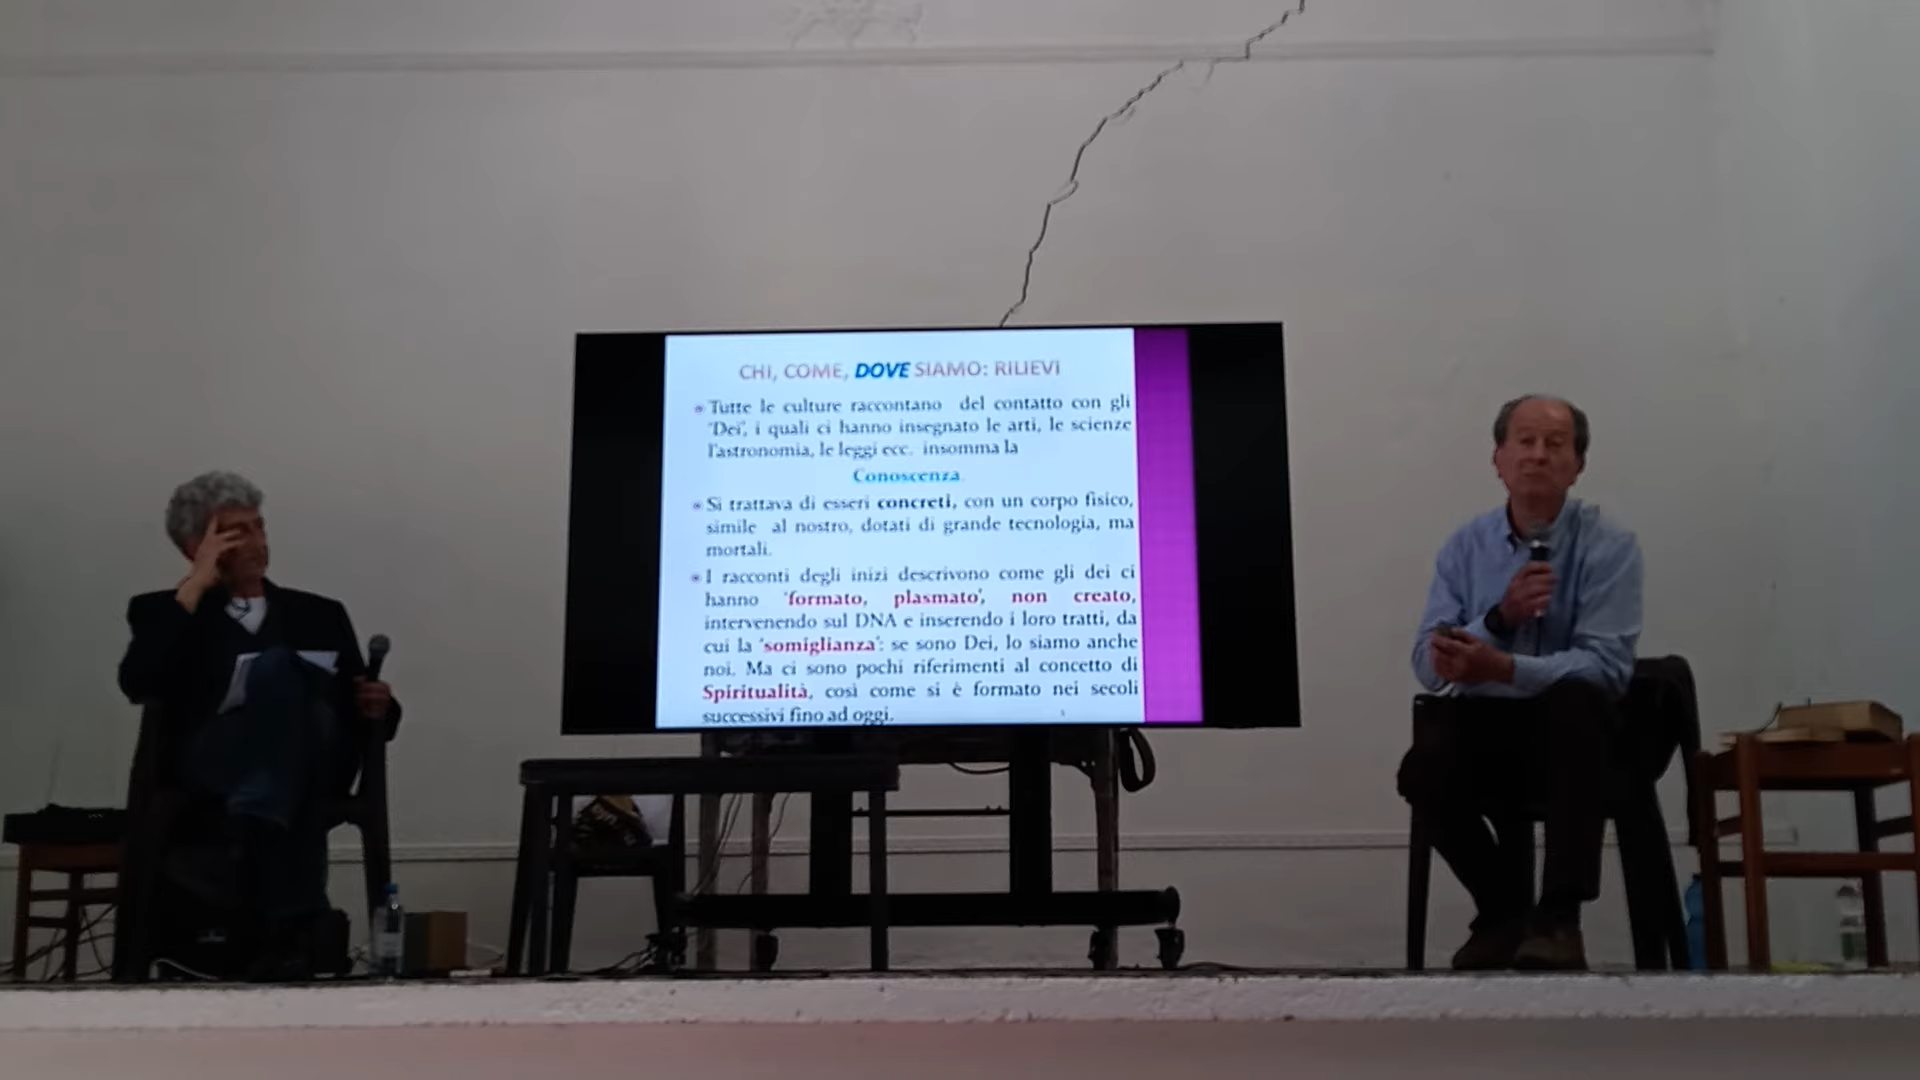 CHI, COME, DOVE SIAMO: RILIEVI
Tutte le culture raccontano del contatto con gli
'Dei', i quali ci hanno insegnato le arti, le scienze
l'astronomia, le leggi ecc. insomma la
Conoscenza
Si trattava di esseri concreti, con un corpo fisico,
simile al nostro, dotati di grande tecnologia, ma
mortali.
I racconti degli inizi descrivono come gli dei ci
hanno 'formato, plasmato', non creato,
intervenendo sul DNA e inserendo i loro tratti, da
cui la 'somiglianza': se sono Dei, lo siamo anche
noi. Ma ci sono pochi riferimenti al concetto di
Spiritualità, così come si è formato nei secoli
successivi fino ad oggi.